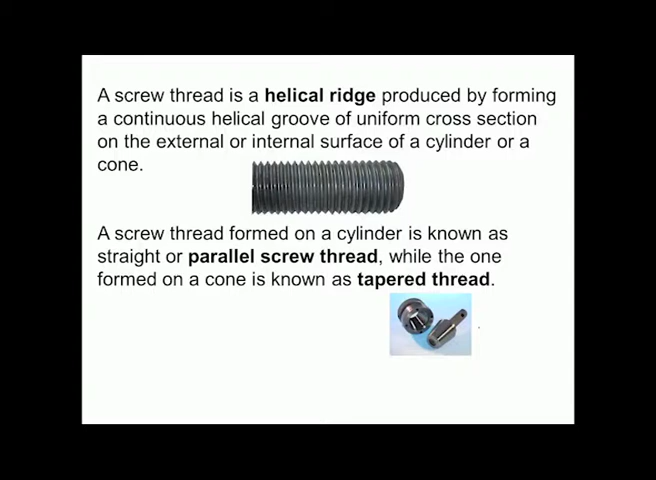 A screw thread is a helical ridge produced by forming
a continuous helical groove of uniform cross section
on the external or internal surface of a cylinder or a
cone.
A screw thread formed on a cylinder is known as
straight or parallel screw thread, while the one
formed on a cone is known as tapered thread.